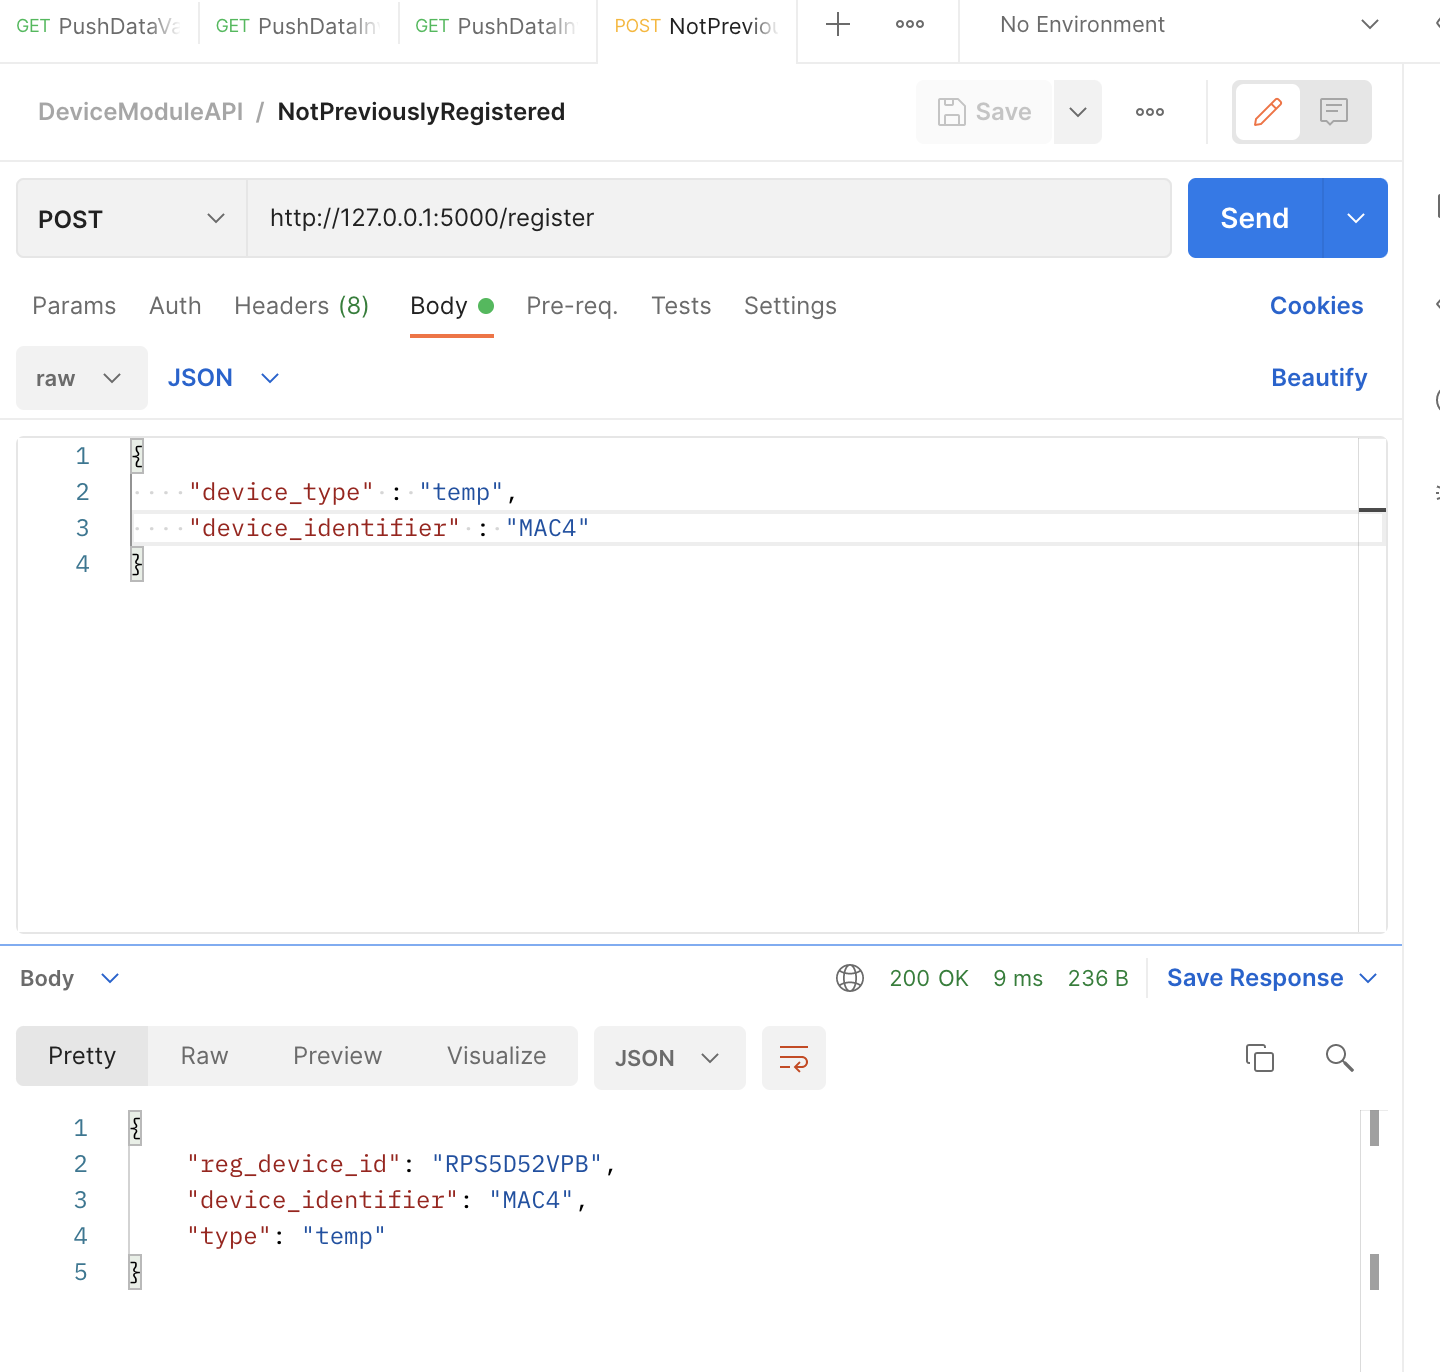 GET PushDataVa GET PushDataIn GET PushDataIn POST NotPreviou No Environment
DeviceModuleAPI / NotPreviouslyRegistered Save
POST http://127.0.0.1:5000/register Send
Params Auth Headers (8) Body Pre-req. Tests Settings Cookies
raw JSON Beautify
1 {
2 "device_type" : "temp",
3 "device_identifier" : "MAC4"
4 }
Body 200 OK 9 ms 236 B Save Response
Pretty Raw Preview Visualize JSON
1 {
2 "reg_device_id": "RPS5D52VPB",
3 "device_identifier": "MAC4",
4 "type": "temp"
5 }